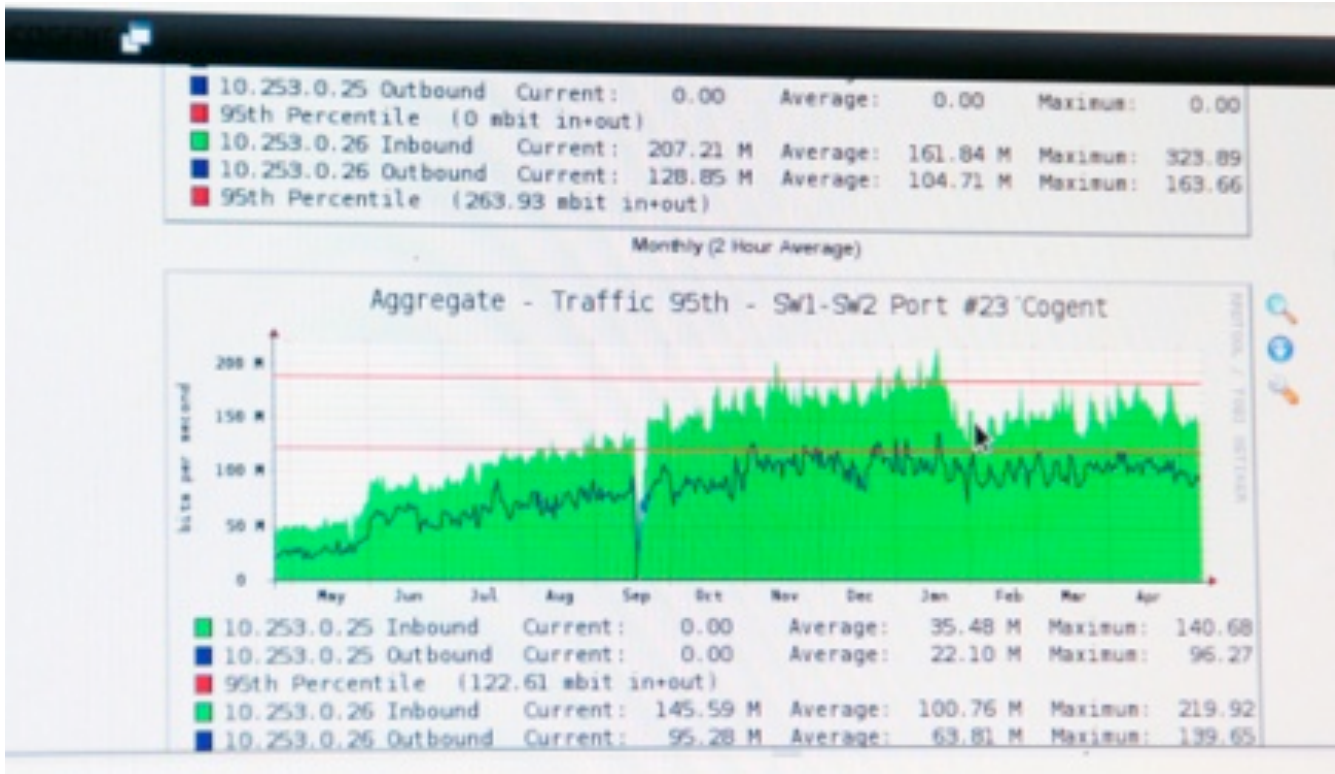 10.253.0.25 Outbound Current: 0.00 Average: 0.00 Maximum: 0.00
95th Percentile (0 mbit in+out)
10.253.0.26 Inbound Current: 207.21 M Average: 161.84 M Maximum: 323.89
10.253.0.26 Outbound Current: 128.85 M Average: 104.71 M Maximum: 163.66
95th Percentile (263.93 mbit in+out)
Monthly (2 Hour Average)
Aggregate - Traffic 95th - SW1-SW2 Port #23 Cogent
bits per second
200 M
150 M
100 M
50 M
0
May Jun Jul Aug Sep Oct Nov Dec Jan Feb Mar Apr
10.253.0.25 Inbound Current: 0.00 Average: 35.48 M Maximum: 140.68
10.253.0.25 Outbound Current: 0.00 Average: 22.10 M Maximum: 96.27
95th Percentile (122.61 mbit in+out)
10.253.0.26 Inbound Current: 145.59 M Average: 100.76 M Maximum: 219.92
10.253.0.26 Outbound Current: 95.28 M Average: 63.81 M Maximum: 139.65